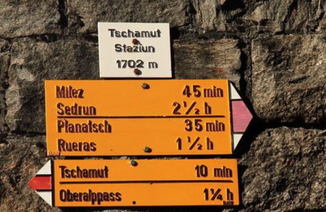 Tschamut
Staziun
1702 m
Milez 45 min
Sedrun 2½ h
Planatsch 35 min
Rueras 1½ h
Tschamut 10 min
Oberalppass 1¼ h